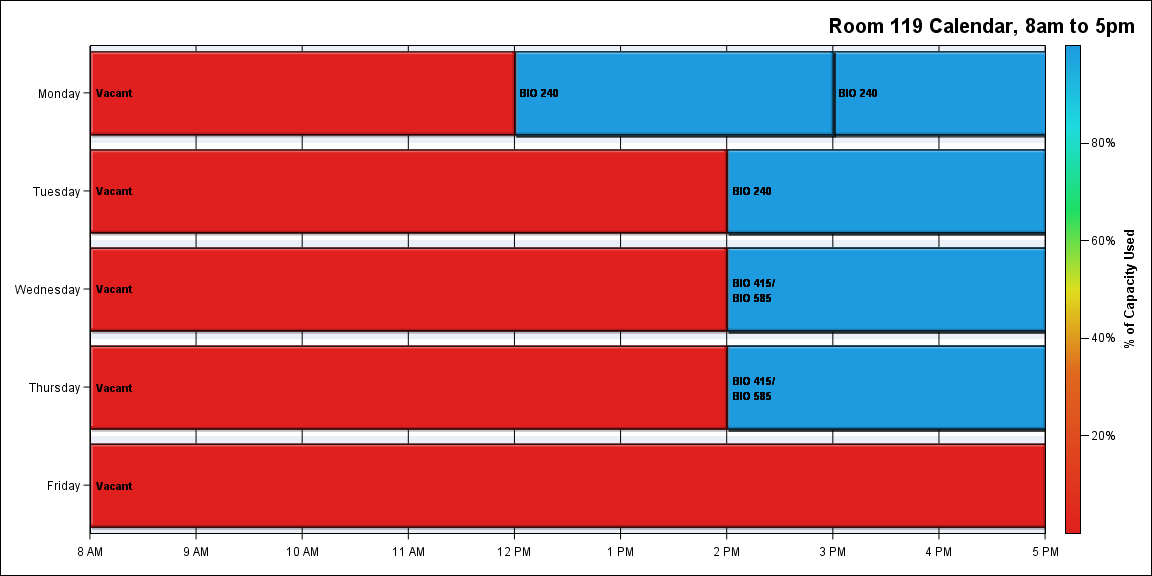 Room 119 Calendar, 8am to 5pm
Monday
Vacant
BIO 240
BIO 240
Tuesday
Vacant
BIO 240
Wednesday
Vacant
BIO 415/
BIO 585
Thursday
Vacant
BIO 415/
BIO 585
Friday
Vacant
8 AM 9 AM 10 AM 11 AM 12 PM 1 PM 2 PM 3 PM 4 PM 5 PM
80%
60%
40%
20%
% of Capacity Used